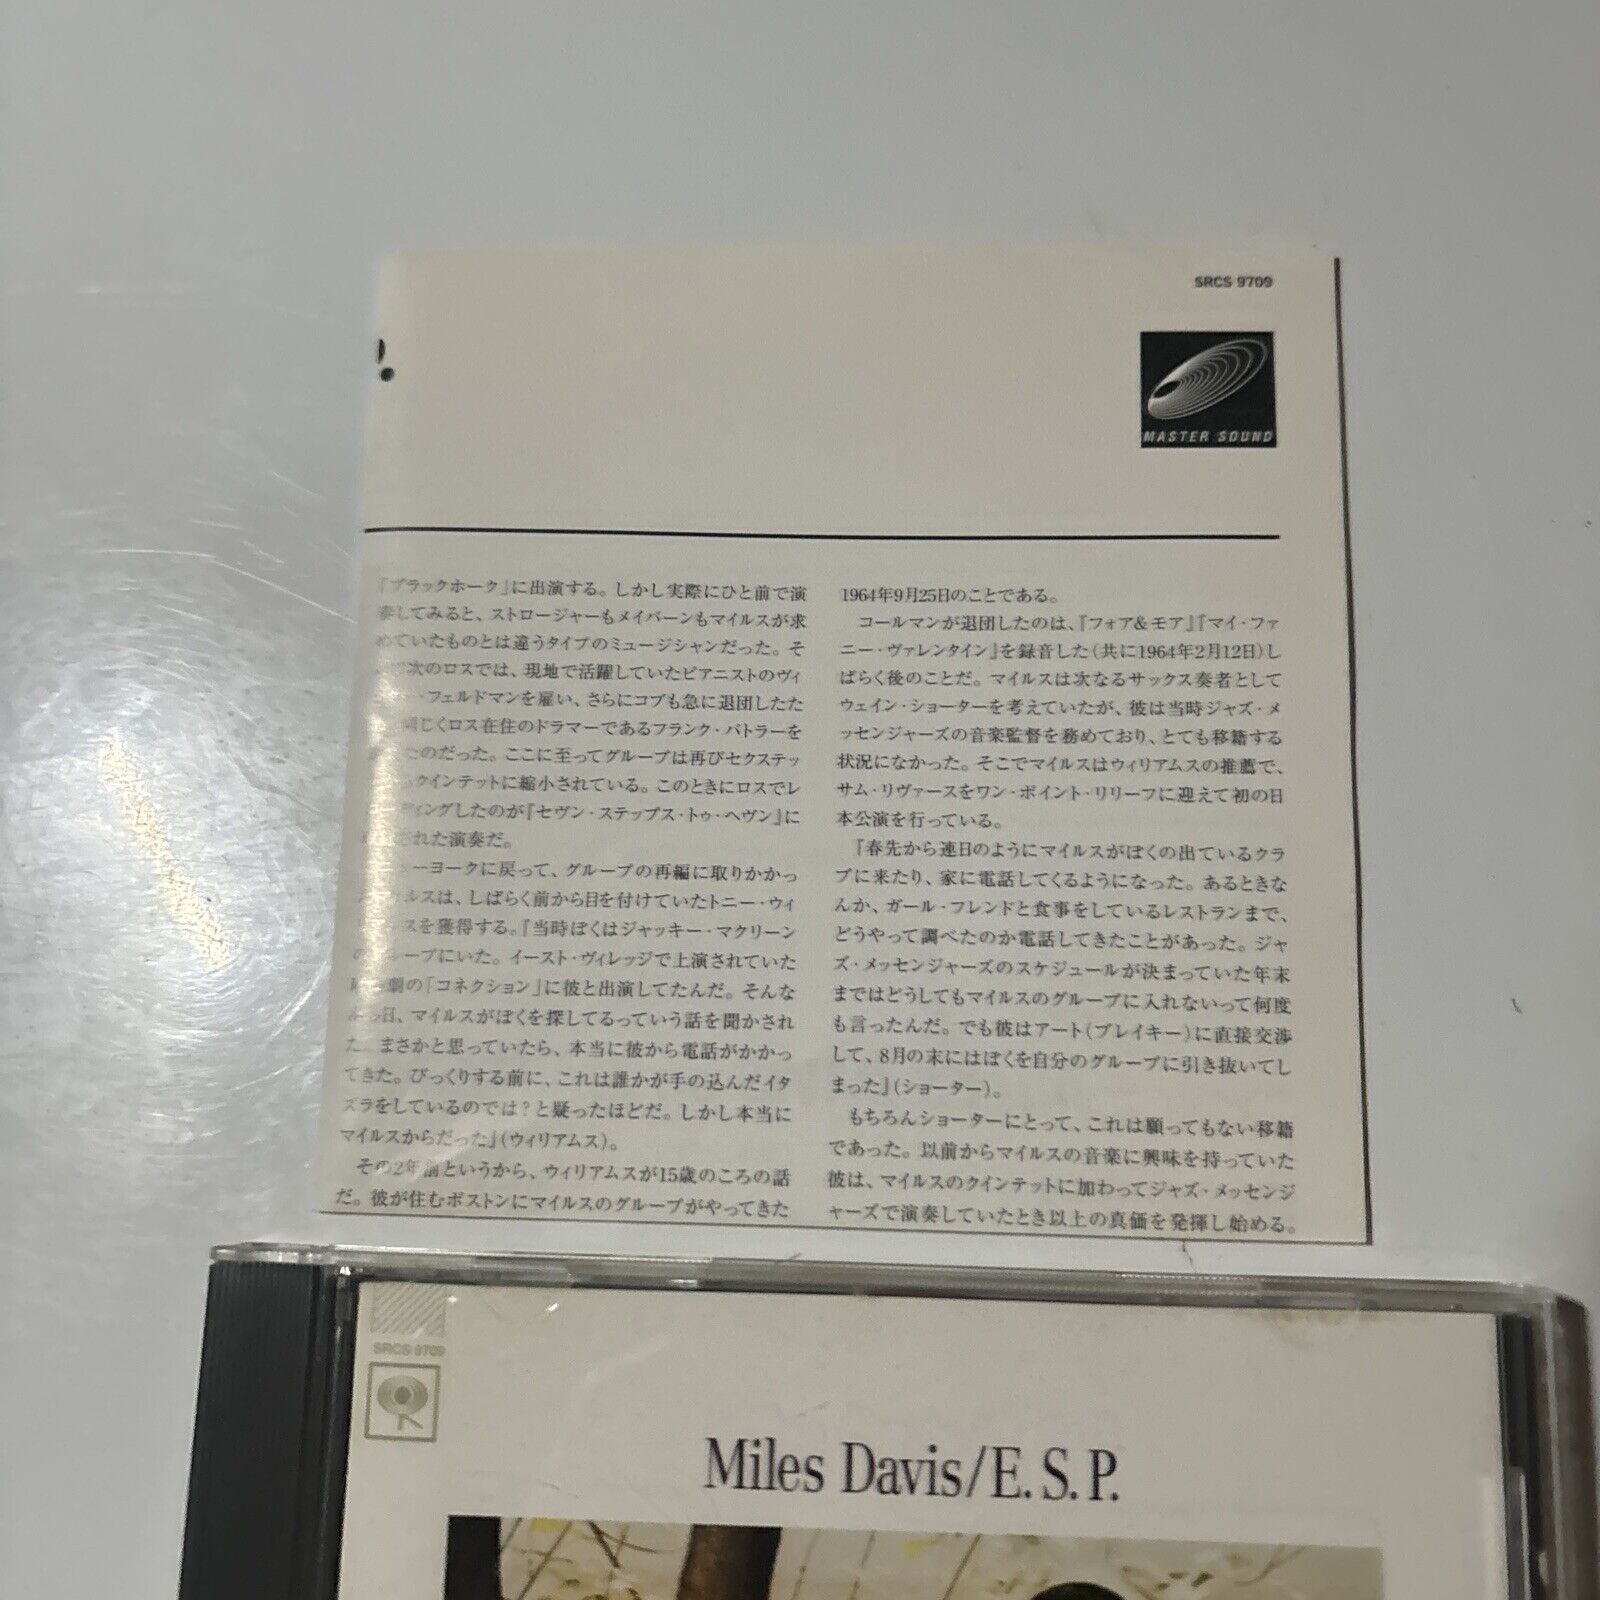 SRCS 9709
P.
MASTER SOUND
『ブラックホーク』に出演する。しかし実際にひと前で演
奏してみると、ストロージャーもメイバーンもマイルスが求
めていたものとは違うタイプのミュージシャンだった。そ
次のロスでは、現地で活躍していたピアニストのヴィ
・フェルドマンを雇い、さらにコブも急に退団したた
同じくロス在住のドラマーであるフランク・バトラーを
たのだった。ここに至ってグループは再びセクステッ
クインテットに縮小されている。このときにロスでレ
ディングしたのが『セヴン・ステップス・トゥ・ヘヴン』に
された演奏だ。
ーヨークに戻って、グループの再編に取りかかっ
ルスは、しばらく前から目を付けていたトニー・ウィ
スを獲得する。『当時ぼくはジャッキー・マクリーン
のグループにいた。イースト・ヴィレッジで上演されていた
劇の「コネクション」に彼と出演してたんだ。そんな
日、マイルスがぼくを探してるっていう話を聞かされ
た。まさかと思っていたら、本当に彼から電話がかかっ
てきた。びっくりする前に、これは誰かが手の込んだイタ
ズラをしているのでは?と疑ったほどだ。しかし本当に
マイルスからだった』(ウィリアムス)。
その2年前というから、ウィリアムスが15歳のころの話
だ。彼が住むボストンにマイルスのグループがやってきた
1964年9月25日のことである。
コールマンが退団したのは、『フォア&モア』『マイ・ファ
ニー・ヴァレンタイン』を録音した(共に1964年2月12日)し
ばらく後のことだ。マイルスは次なるサックス奏者として
ウェイン・ショーターを考えていたが、彼は当時ジャズ・メ
ッセンジャーズの音楽監督を務めており、とても移籍する
状況になかった。そこでマイルスはウィリアムスの推薦で、
サム・リヴァースをワン・ポイント・リリーフに迎えて初の日
本公演を行っている。
『春先から連日のようにマイルスがぼくの出ているクラ
ブに来たり、家に電話してくるようになった。あるときな
んか、ガール・フレンドと食事をしているレストランまで、
どうやって調べたのか電話してきたことがあった。ジャ
ズ・メッセンジャーズのスケジュールが決まっていた年末
まではどうしてもマイルスのグループに入れないって何度
も言ったんだ。でも彼はアート(ブレイキー)に直接交渉
して、8月の末にはぼくを自分のグループに引き抜いてし
まった』(ショーター)。
もちろんショーターにとって、これは願ってもない移籍
であった。以前からマイルスの音楽に興味を持っていた
彼は、マイルスのクインテットに加わってジャズ・メッセンジ
ャーズで演奏していたとき以上の真価を発揮し始める。
SRCS 9709
Miles Davis/E.S.P.